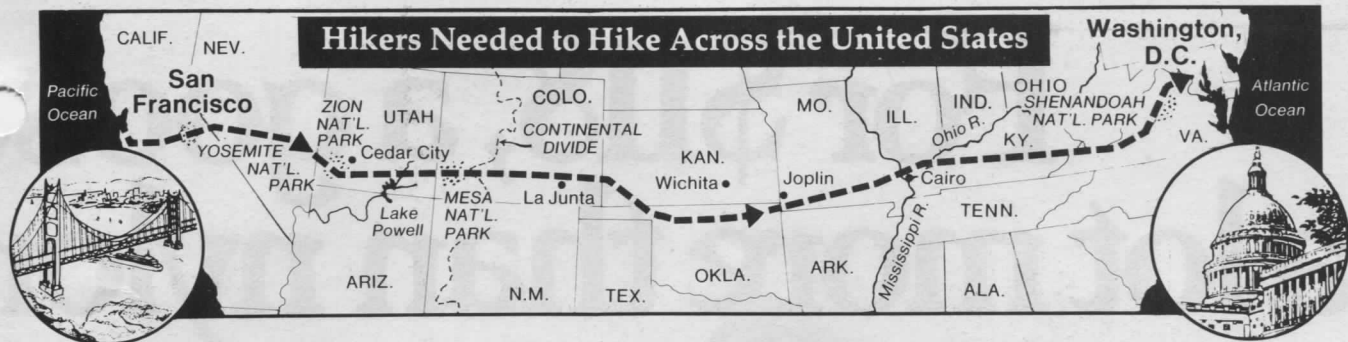 Hikers Needed to Hike Across the United States
CALIF.
NEV.
San
Francisco
Pacific
Ocean
YOSEMITE
NAT'L.
PARK
ZION
NAT'L.
PARK
UTAH
Cedar City
Lake
Powell
ARIZ.
MESA
NAT'L.
PARK
COLO.
CONTINENTAL
DIVIDE
La Junta
N.M.
TEX.
KAN.
Wichita
OKLA.
MO.
Joplin
ARK.
ILL.
IND.
OHIO
Ohio R.
KY.
Cairo
Mississippi R.
TENN.
ALA.
SHENANDOAH
NAT'L. PARK
VA.
Washington,
D.C.
Atlantic
Ocean